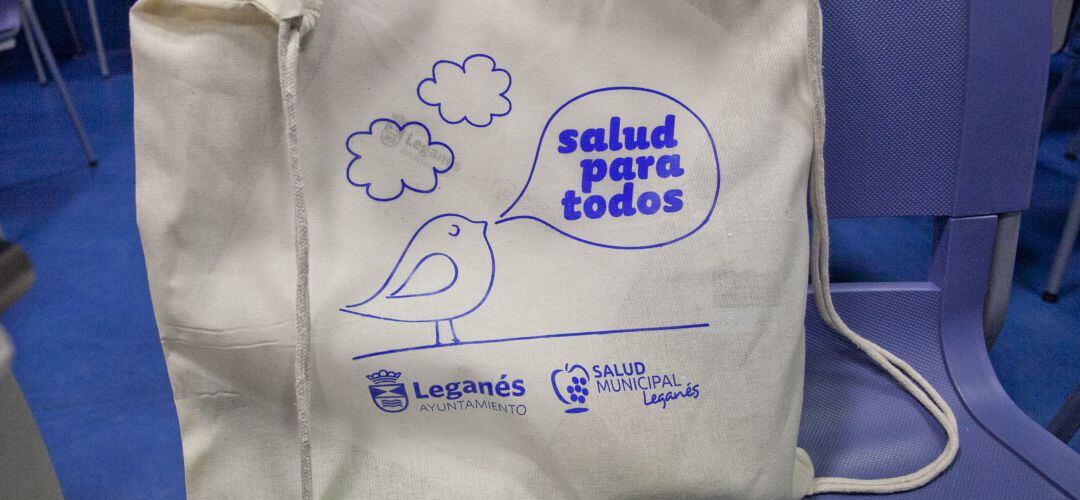 salud
para
todos
Leganés
AYUNTAMIENTO
SALUD
MUNICIPAL
Leganés